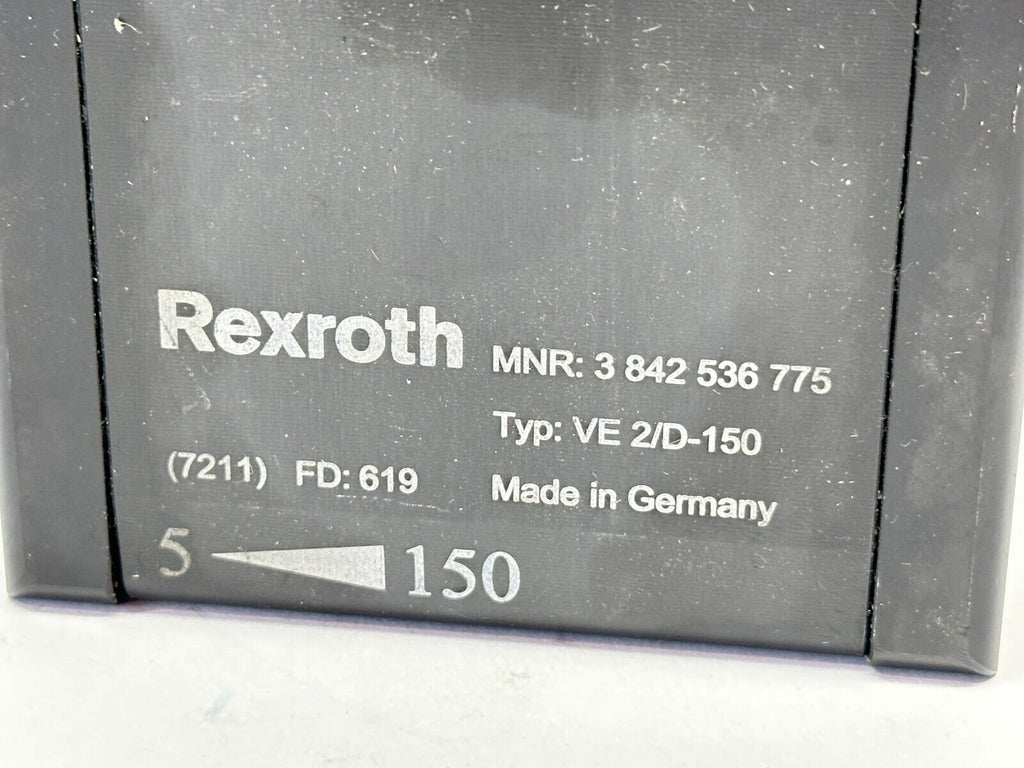 Rexroth MNR: 3 842 536 775
Typ: VE 2/D-150
(7211) FD: 619 Made in Germany
5 150